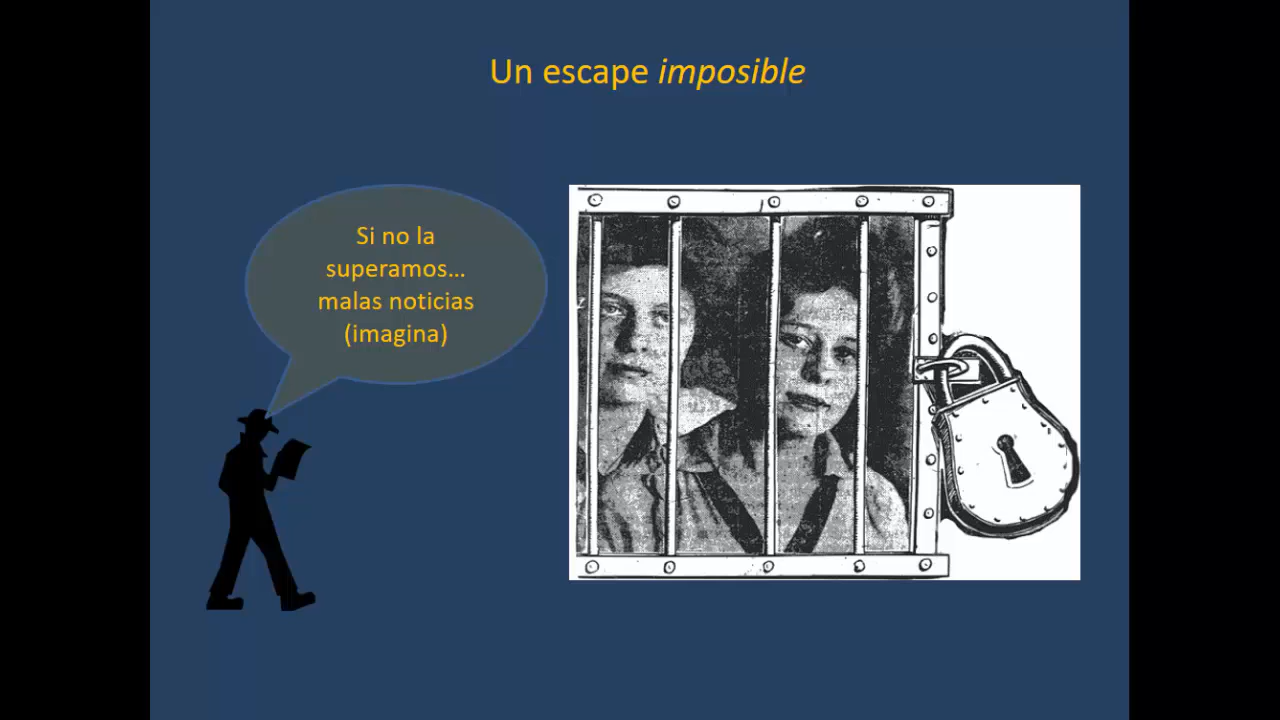 Un escape imposible
Si no la
superamos...
malas noticias
(imagina)